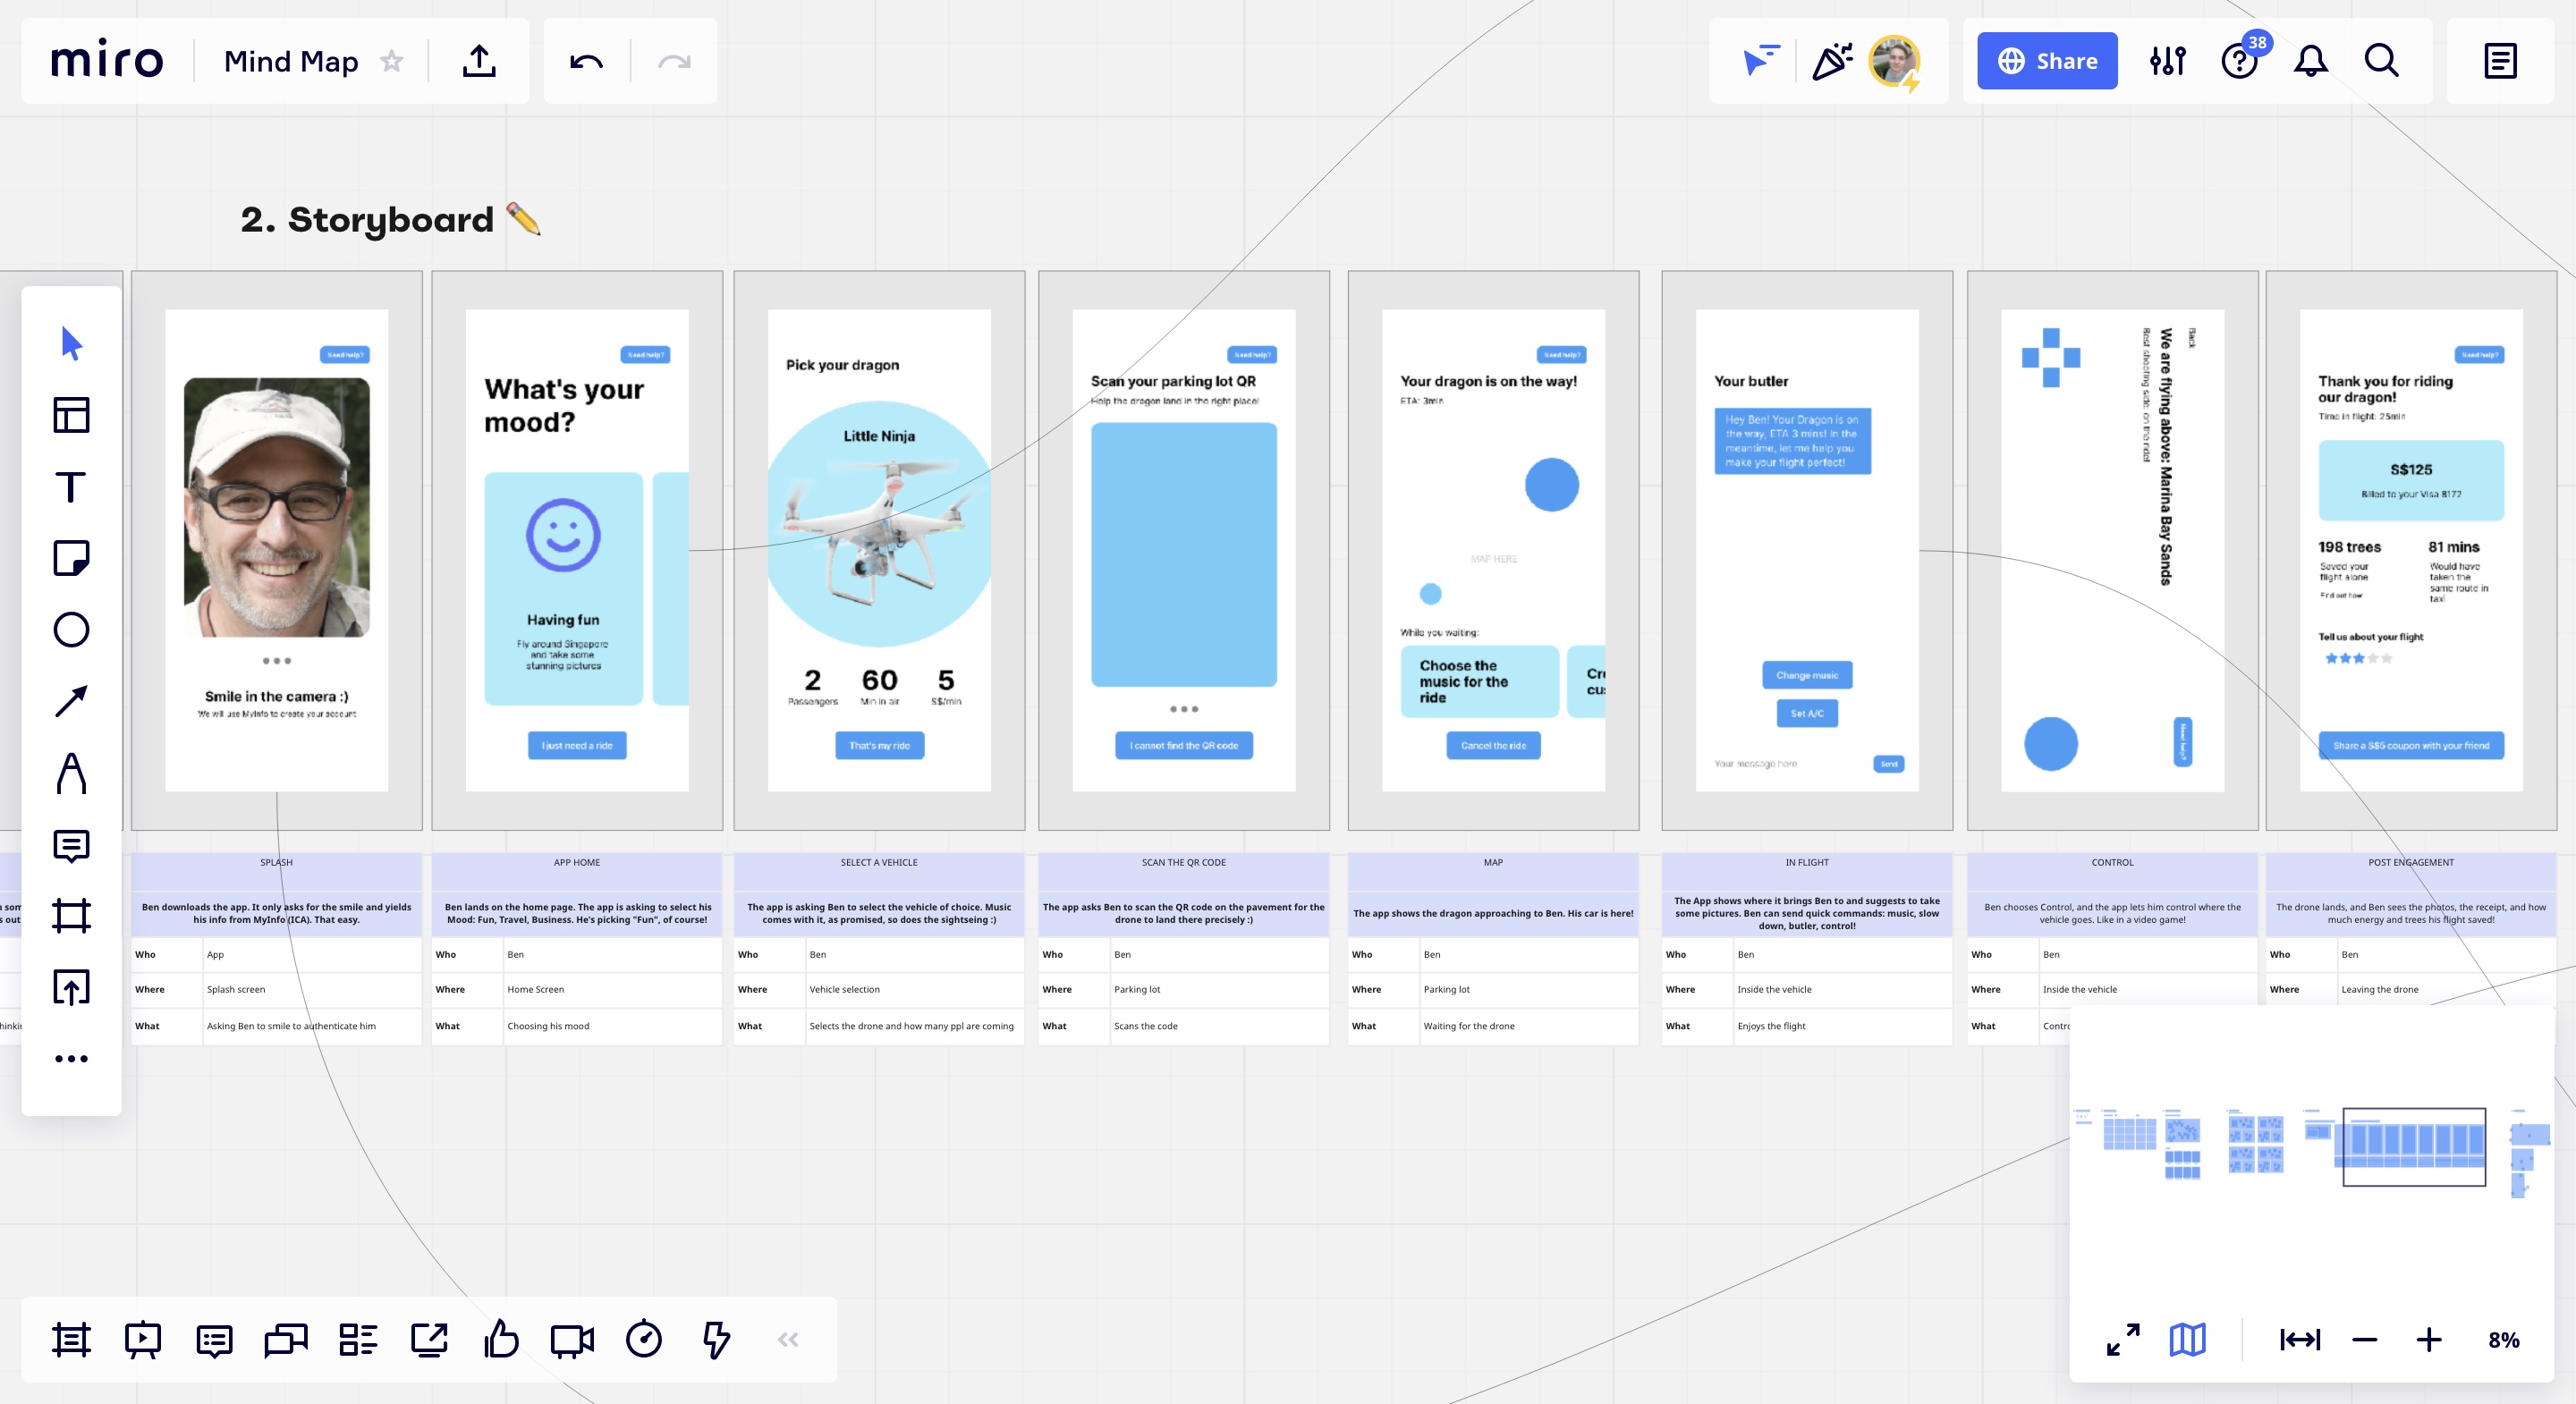 miro
Mind Map
Share
38
2. Storyboard
Need help?
Smile in the camera :)
We will use MyInfo to create your account
Need help?
What's your
mood?
Having fun
Fly around Singapore
and take some
stunning pictures
I just need a ride
Pick your dragon
Little Ninja
2 60 5
Passengers Min in air S$/min
That's my ride
Need help?
Scan your parking lot QR
Help the dragon land in the right place!
I cannot find the QR code
Need help?
Your dragon is on the way!
ETA: 3min
MAP HERE
While you waiting:
Choose the
music for the
ride
Cancel the ride
Your butler
Hey Ben! Your Dragon is on
the way, ETA 3 mins! In the
meantime, let me help you
make your flight perfect!
Change music
Set A/C
Your message here
Send
Back
We are flying above: Marina Bay Sands
Best shooting side: on the right!
Need help?
Need help?
Thank you for riding
our dragon!
Time in flight: 25min
S$125
Billed to your Visa 8172
198 trees 81 mins
Saved your
flight alone
Find out how
Would have
taken the
same route in
taxi
Tell us about your flight
Share a S$5 coupon with your friend
SPLASH
Ben downloads the app. It only asks for the smile and yields
his info from MyInfo (ICA). That easy.
Who App
Where Splash screen
What Asking Ben to smile to authenticate him
APP HOME
Ben lands on the home page. The app is asking to select his
Mood: Fun, Travel, Business. He's picking "Fun", of course!
Who Ben
Where Home Screen
What Choosing his mood
SELECT A VEHICLE
The app is asking Ben to select the vehicle of choice. Music
comes with it, as promised, so does the sightseing :)
Who Ben
Where Vehicle selection
What Selects the drone and how many ppl are coming
SCAN THE QR CODE
The app asks Ben to scan the QR code on the pavement for the
drone to land there precisely :)
Who Ben
Where Parking lot
What Scans the code
MAP
The app shows the dragon approaching to Ben. His car is here!
Who Ben
Where Parking lot
What Waiting for the drone
IN FLIGHT
The App shows where it brings Ben to and suggests to take
some pictures. Ben can send quick commands: music, slow
down, butler, control!
Who Ben
Where Inside the vehicle
What Enjoys the flight
CONTROL
Ben chooses Control, and the app lets him control where the
vehicle goes. Like in a video game!
Who Ben
Where Inside the vehicle
What
POST ENGAGEMENT
The drone lands, and Ben sees the photos, the receipt, and how
much energy and trees his flight saved!
Who Ben
Where Leaving the drone
8%